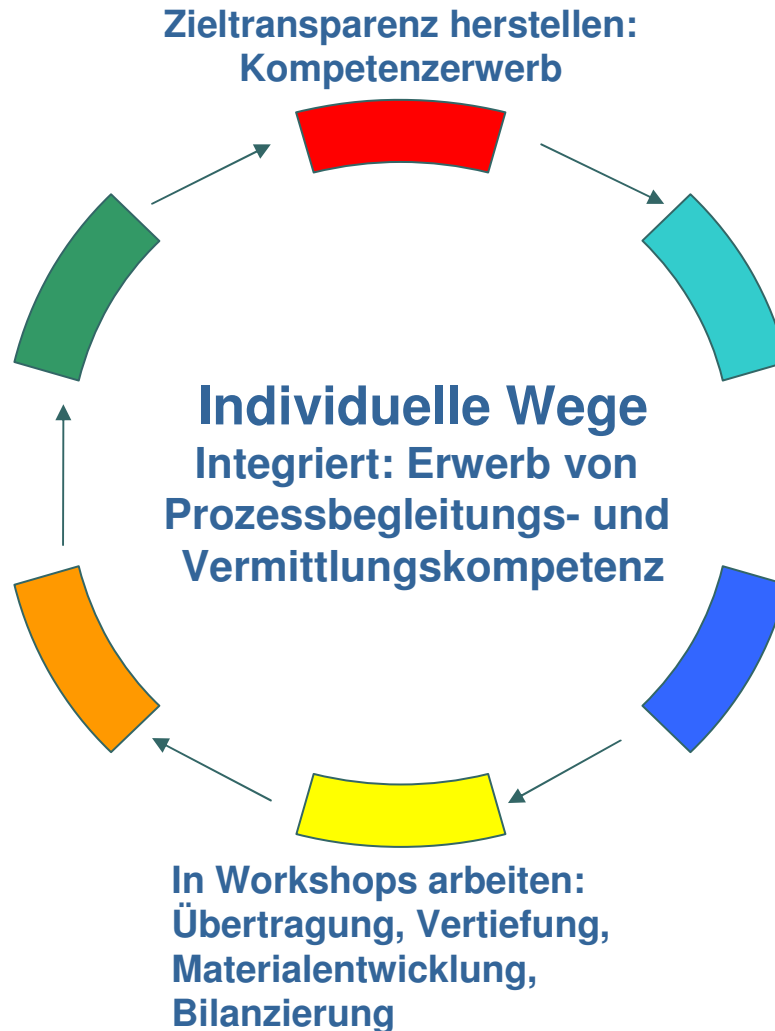 Zieltransparenz herstellen:
Kompetenzerwerb
Individuelle Wege
Integriert: Erwerb von
Prozessbegleitungs- und
Vermittlungskompetenz
In Workshops arbeiten:
Übertragung, Vertiefung,
Materialentwicklung,
Bilanzierung